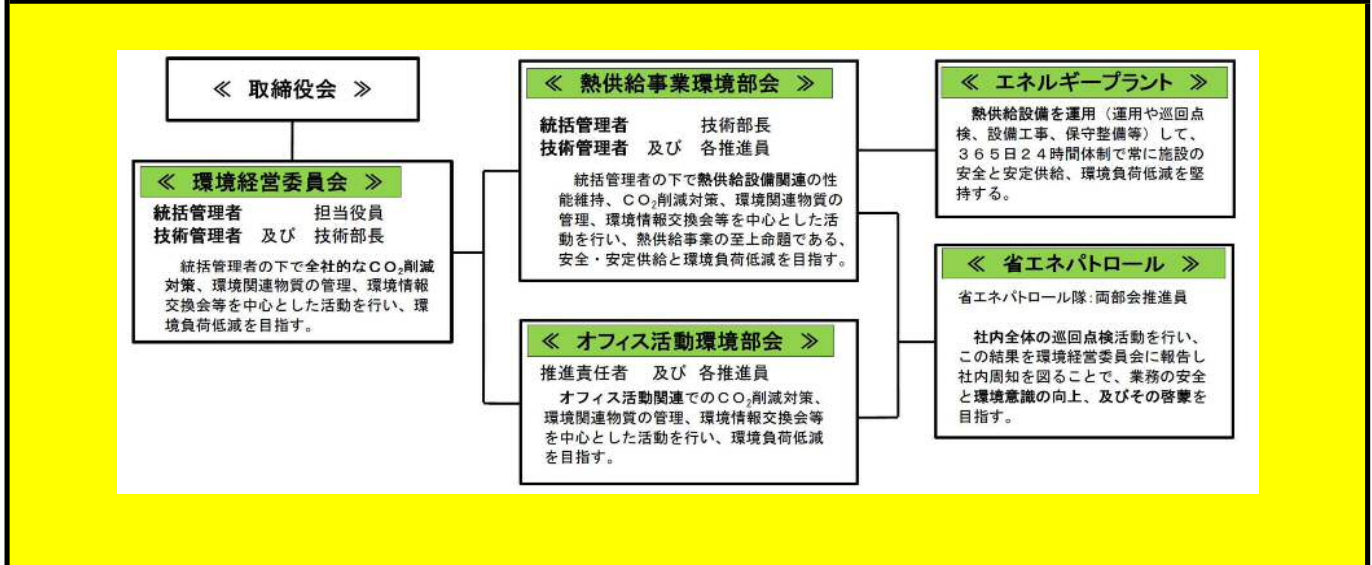 ≪ 取締役会 ≫
≪ 環境経営委員会 ≫
統括管理者 担当役員
技術管理者 及び 技術部長
統括管理者の下で全社的なCO₂削減
対策、環境関連物質の管理、環境情報
交換会等を中心とした活動を行い、環
境負荷低減を目指す。
≪ 熱供給事業環境部会 ≫
統括管理者 技術部長
技術管理者 及び 各推進員
統括管理者の下で熱供給設備関連の性
能維持、CO₂削減対策、環境関連物質の
管理、環境情報交換会等を中心とした活
動を行い、熱供給事業の至上命題である、
安全・安定供給と環境負荷低減を目指す。
≪ オフィス活動環境部会 ≫
推進責任者 及び 各推進員
オフィス活動関連でのCO₂削減対策、
環境関連物質の管理、環境情報交換会等
を中心とした活動を行い、環境負荷低減
を目指す。
≪ エネルギープラント ≫
熱供給設備を運用（運用や巡回点
検、設備工事、保守整備等）して、
３６５日２４時間体制で常に施設の
安全と安定供給、環境負荷低減を堅
持する。
≪ 省エネパトロール ≫
省エネパトロール隊:両部会推進員
社内全体の巡回点検活動を行い、
この結果を環境経営委員会に報告し
社内周知を図ることで、業務の安全
と環境意識の向上、及びその啓蒙を
目指す。